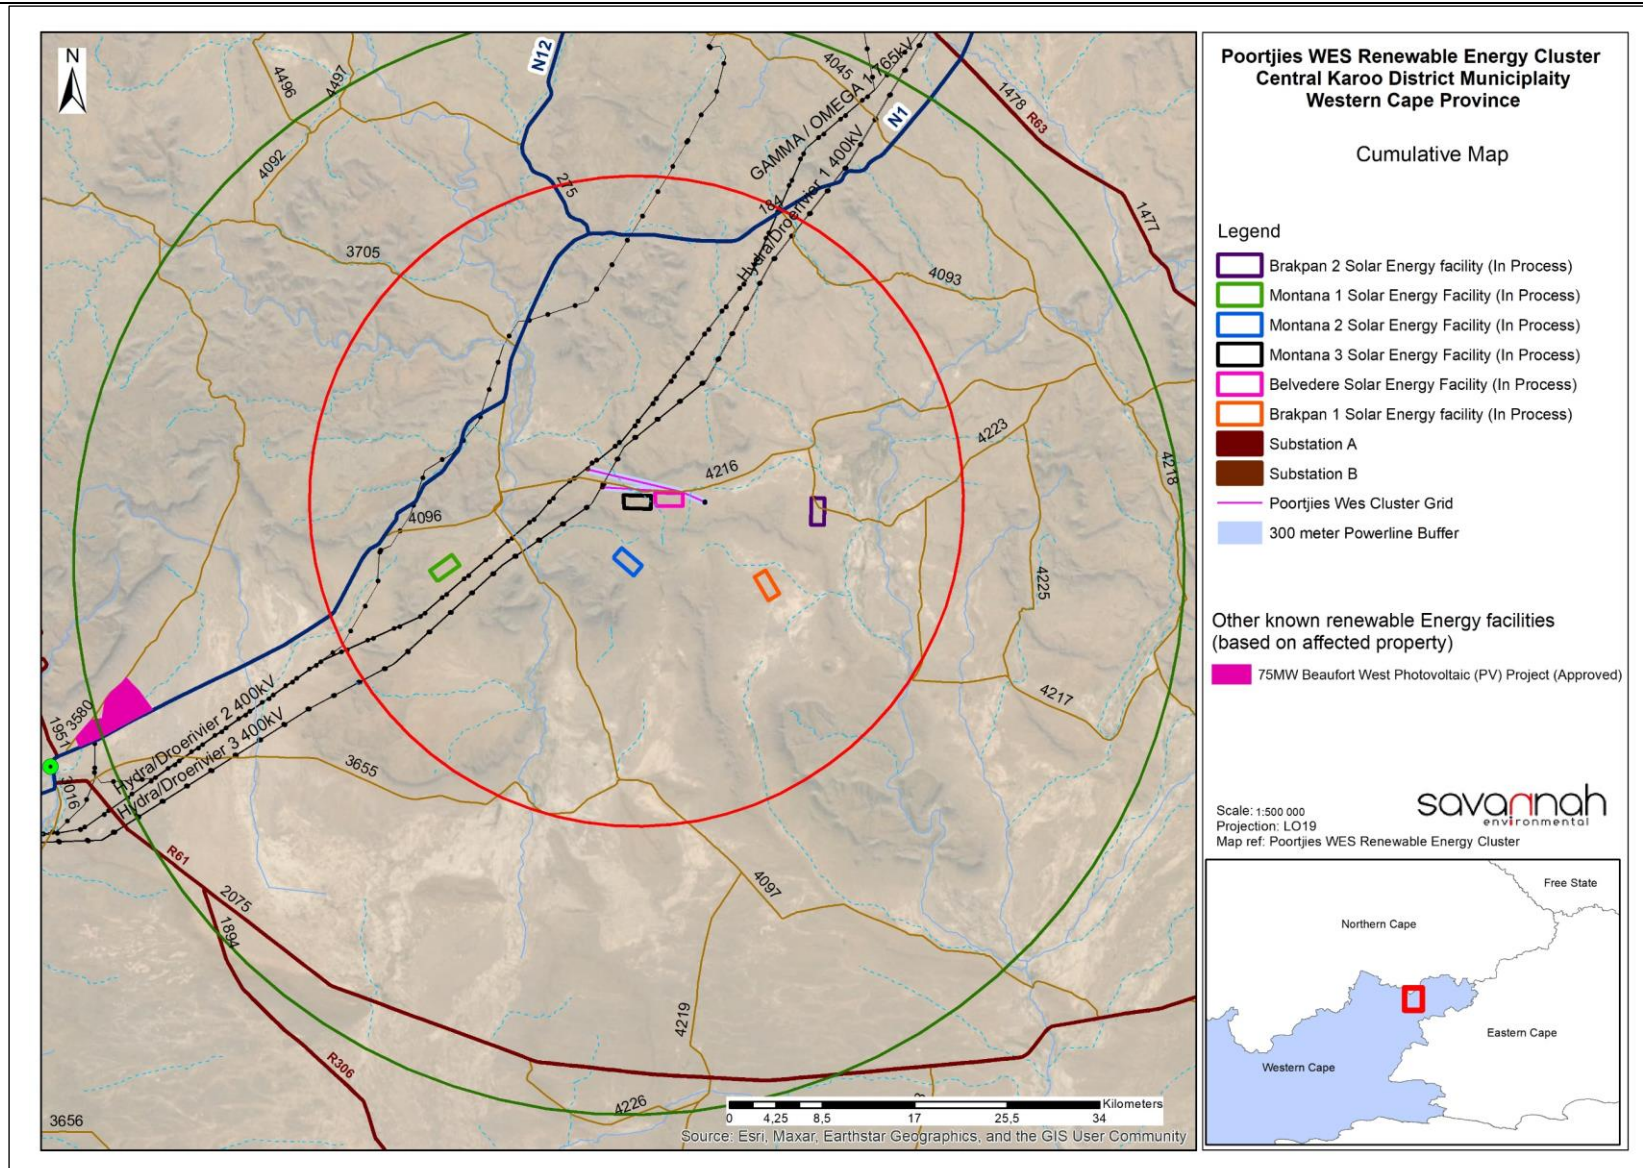 N
4496
4497
N12
4045
GAMMA / OMEGA 1 765kV
N1
1478
R63
4092
275
184
Hydra/Droerivier 1 400kV
1477
3705
4093
4223
4216
4218
4096
4225
4217
3580
1951
Hydra/Droerivier 2 400kV
Hydra/Droerivier 3 400kV
3655
3016
R61
2075
1894
4097
4219
R306
4226
3656
Kilometers
0 4,25 8,5 17 25,5 34
Source: Esri, Maxar, Earthstar Geographics, and the GIS User Community
Poortjies WES Renewable Energy Cluster
Central Karoo District Municiplaity
Western Cape Province
Cumulative Map
Legend
Brakpan 2 Solar Energy facility (In Process)
Montana 1 Solar Energy Facility (In Process)
Montana 2 Solar Energy Facility (In Process)
Montana 3 Solar Energy Facility (In Process)
Belvedere Solar Energy Facility (In Process)
Brakpan 1 Solar Energy facility (In Process)
Substation A
Substation B
Poortjies Wes Cluster Grid
300 meter Powerline Buffer
Other known renewable Energy facilities
(based on affected property)
75MW Beaufort West Photovoltaic (PV) Project (Approved)
savannah
environmental
Scale: 1:500 000
Projection: LO19
Map ref: Poortjies WES Renewable Energy Cluster
Free State
Northern Cape
Eastern Cape
Western Cape